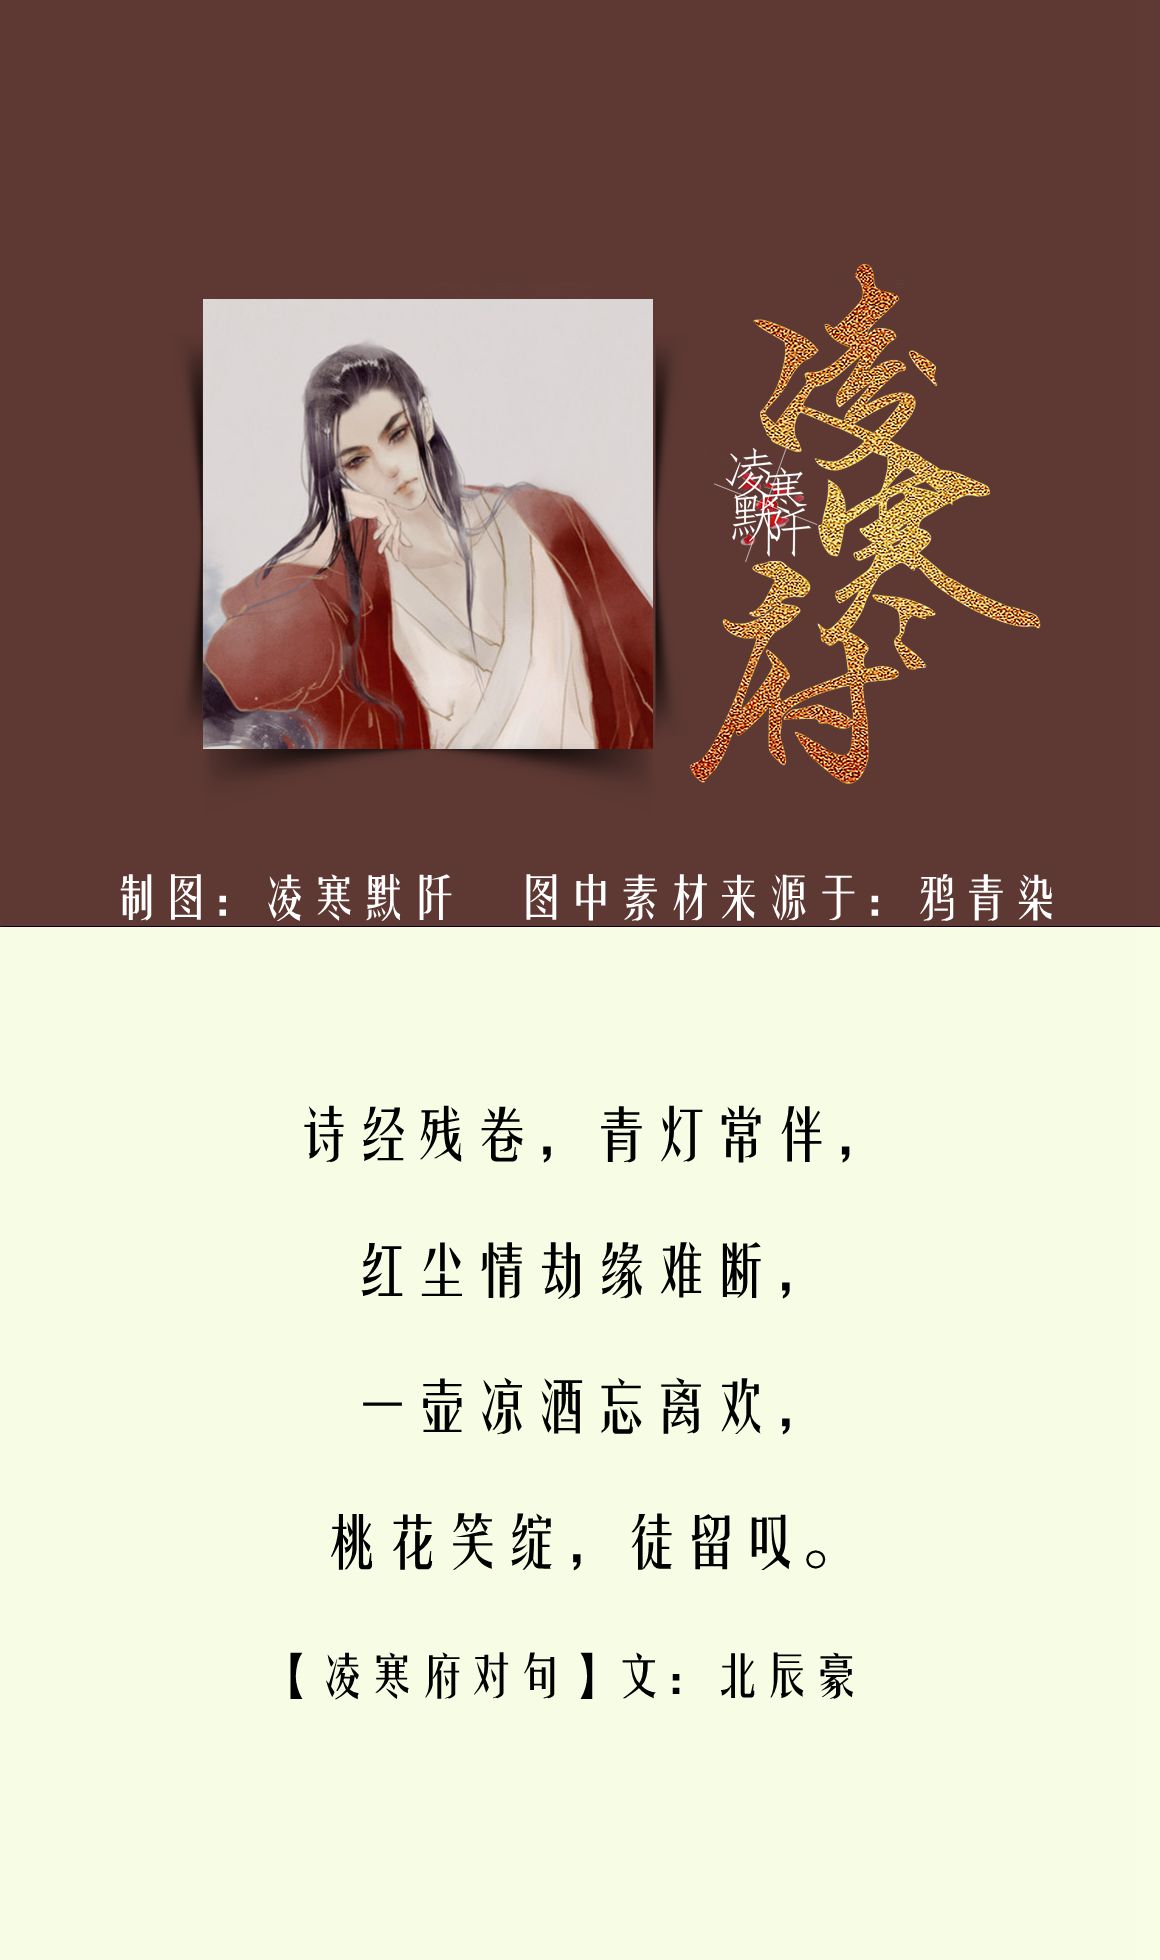 凌寒府
凌寒
默阡
制图：凌寒默阡 图中素材来源于：鸦青染
诗经残卷，青灯常伴，
红尘情劫缘难断，
一壶凉酒忘离欢，
桃花笑绽，徒留叹。
【凌寒府对句】文：北辰豪